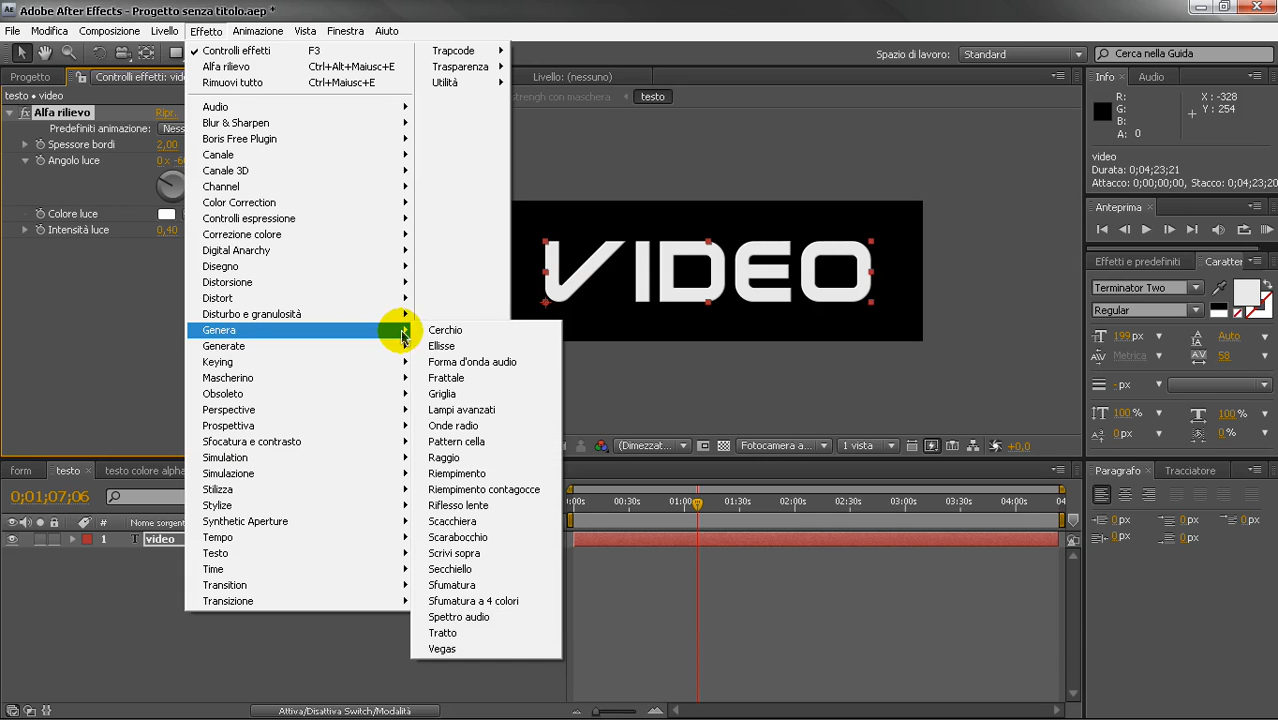 Adobe After Effects - Progetto senza titolo.aep *
File Modifica Composizione Livello Effetto Animazione Vista Finestra Aiuto
Spazio di lavoro: Standard Cerca nella Guida
Progetto Controlli effetti: vid
testo • video
fx Alfa rilievo Ripr.
Predefiniti animazione: Ness
Spessore bordi 2,00
Angolo luce
Colore luce
Intensità luce 0,40
Controlli effetti F3
Alfa rilievo Ctrl+Alt+Maiusc+E
Rimuovi tutto Ctrl+Maiusc+E
Audio
Blur & Sharpen
Boris Free Plugin
Canale
Canale 3D
Channel
Color Correction
Controlli espressione
Correzione colore
Digital Anarchy
Disegno
Distorsione
Distort
Disturbo e granulosità
Genera
Generate
Keying
Mascherino
Obsoleto
Perspective
Prospettiva
Sfocatura e contrasto
Simulation
Simulazione
Stilizza
Stylize
Synthetic Aperture
Tempo
Testo
Time
Transition
Transizione
Trapcode
Trasparenza
Utilità
Cerchio
Ellisse
Forma d'onda audio
Frattale
Griglia
Lampi avanzati
Onde radio
Pattern cella
Raggio
Riempimento
Riempimento contagocce
Riflesso lente
Scacchiera
Scarabocchio
Scrivi sopra
Secchiello
Sfumatura
Sfumatura a 4 colori
Spettro audio
Tratto
Vegas
Livello: (nessuno)
strengh con maschera testo
VIDEO
(Dimezzat... Fotocamera a... 1 vista +0,0
Info Audio
R: X : -328
G: Y : 254
B:
A: 0
video
Durata: 0;04;23;21
Attacco: 0;00;00;00, Stacco: 0;04;23;20
Anteprima
Effetti e predefiniti Caratter
Terminator Two
Regular
199 px Auto
Metrica 58
- px
100 % 100 %
0 px 0 %
Paragrafo Tracciatore
0 px 0 px 0 px
0 px 0 px
form testo testo colore alpha
0;01;07;06
# Nome sorgent
1 T video
00:30s 01:00 01:30s 02:00s 02:30s 03:00s 03:30s 04:00s 04
Attiva/Disattiva Switch/Modalità